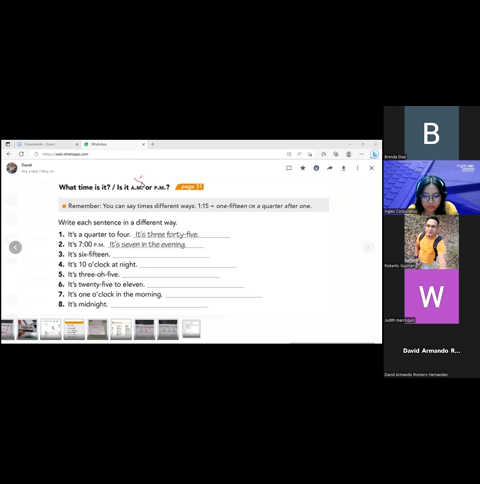 WhatsApp
https://web.whatsapp.com
David
What time is it? / Is it A.M. or P.M.? page 31
Remember: You can say times different ways: 1:15 = one-fifteen OR a quarter after one.
Write each sentence in a different way.
1. It's a quarter to four. It's three forty-five.
2. It's 7:00 P.M. It's seven in the evening.
3. It's six-fifteen.
4. It's 10 o'clock at night.
5. It's three-oh-five.
6. It's twenty-five to eleven.
7. It's one o'clock in the morning.
8. It's midnight.
B
Brenda Diaz
Ingles Corporativo
Roberto Guzman
W
Judith marroquin
David Armando R...
David Armando Romero Hernandez